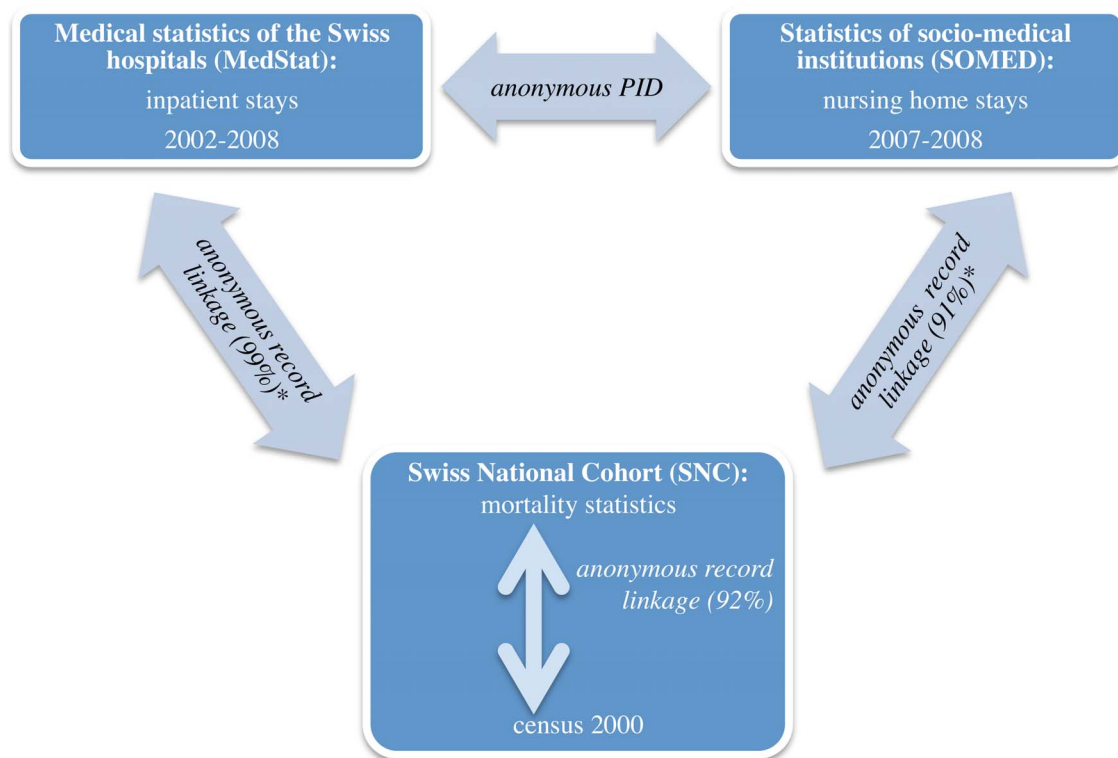 Medical statistics of the Swiss
hospitals (MedStat):
inpatient stays
2002-2008
anonymous PID
Statistics of socio-medical
institutions (SOMED):
nursing home stays
2007-2008
anonymous record
linkage (99%)*
anonymous record
linkage (91%)*
Swiss National Cohort (SNC):
mortality statistics
anonymous record
linkage (92%)
census 2000